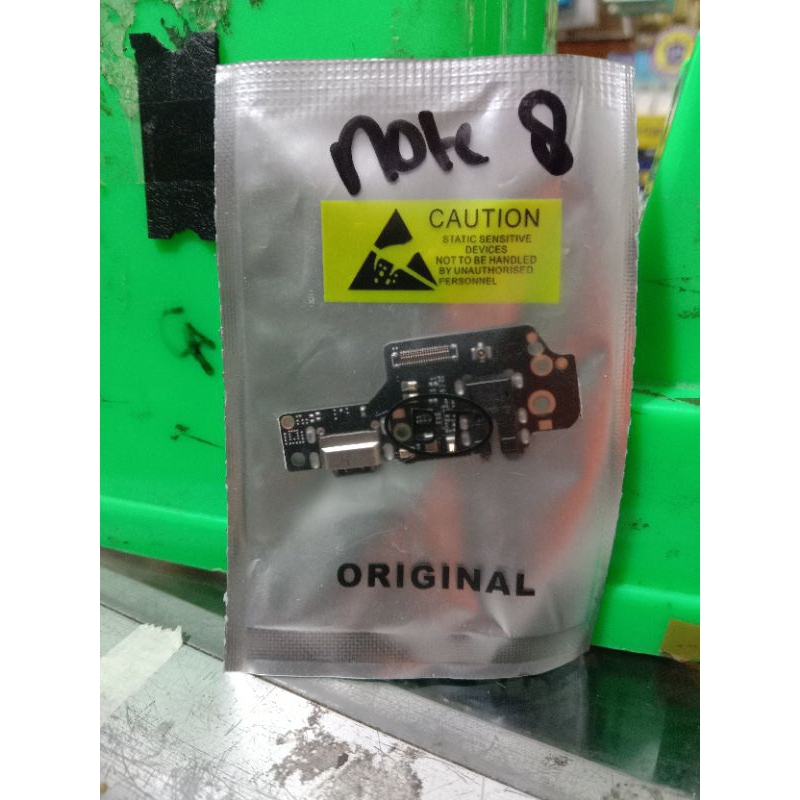 note 8
CAUTION
STATIC SENSITIVE
DEVICES
NOT TO BE HANDLED
BY UNAUTHORISED
PERSONNEL
ORIGINAL